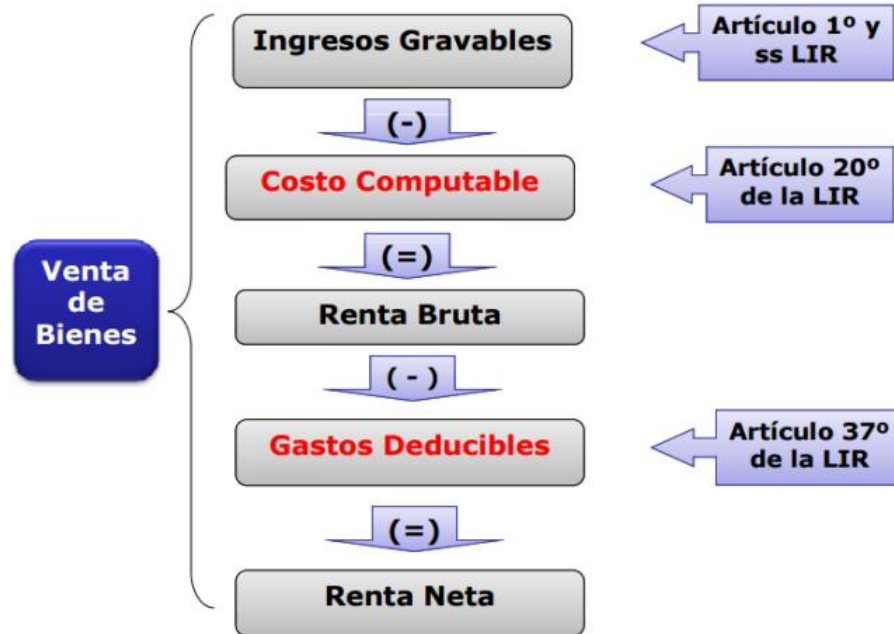 Ingresos Gravables
Artículo 1º y
ss LIR
(-)
Costo Computable
Artículo 20º
de la LIR
(=)
Venta
de
Bienes
Renta Bruta
( - )
Gastos Deducibles
Artículo 37º
de la LIR
(=)
Renta Neta